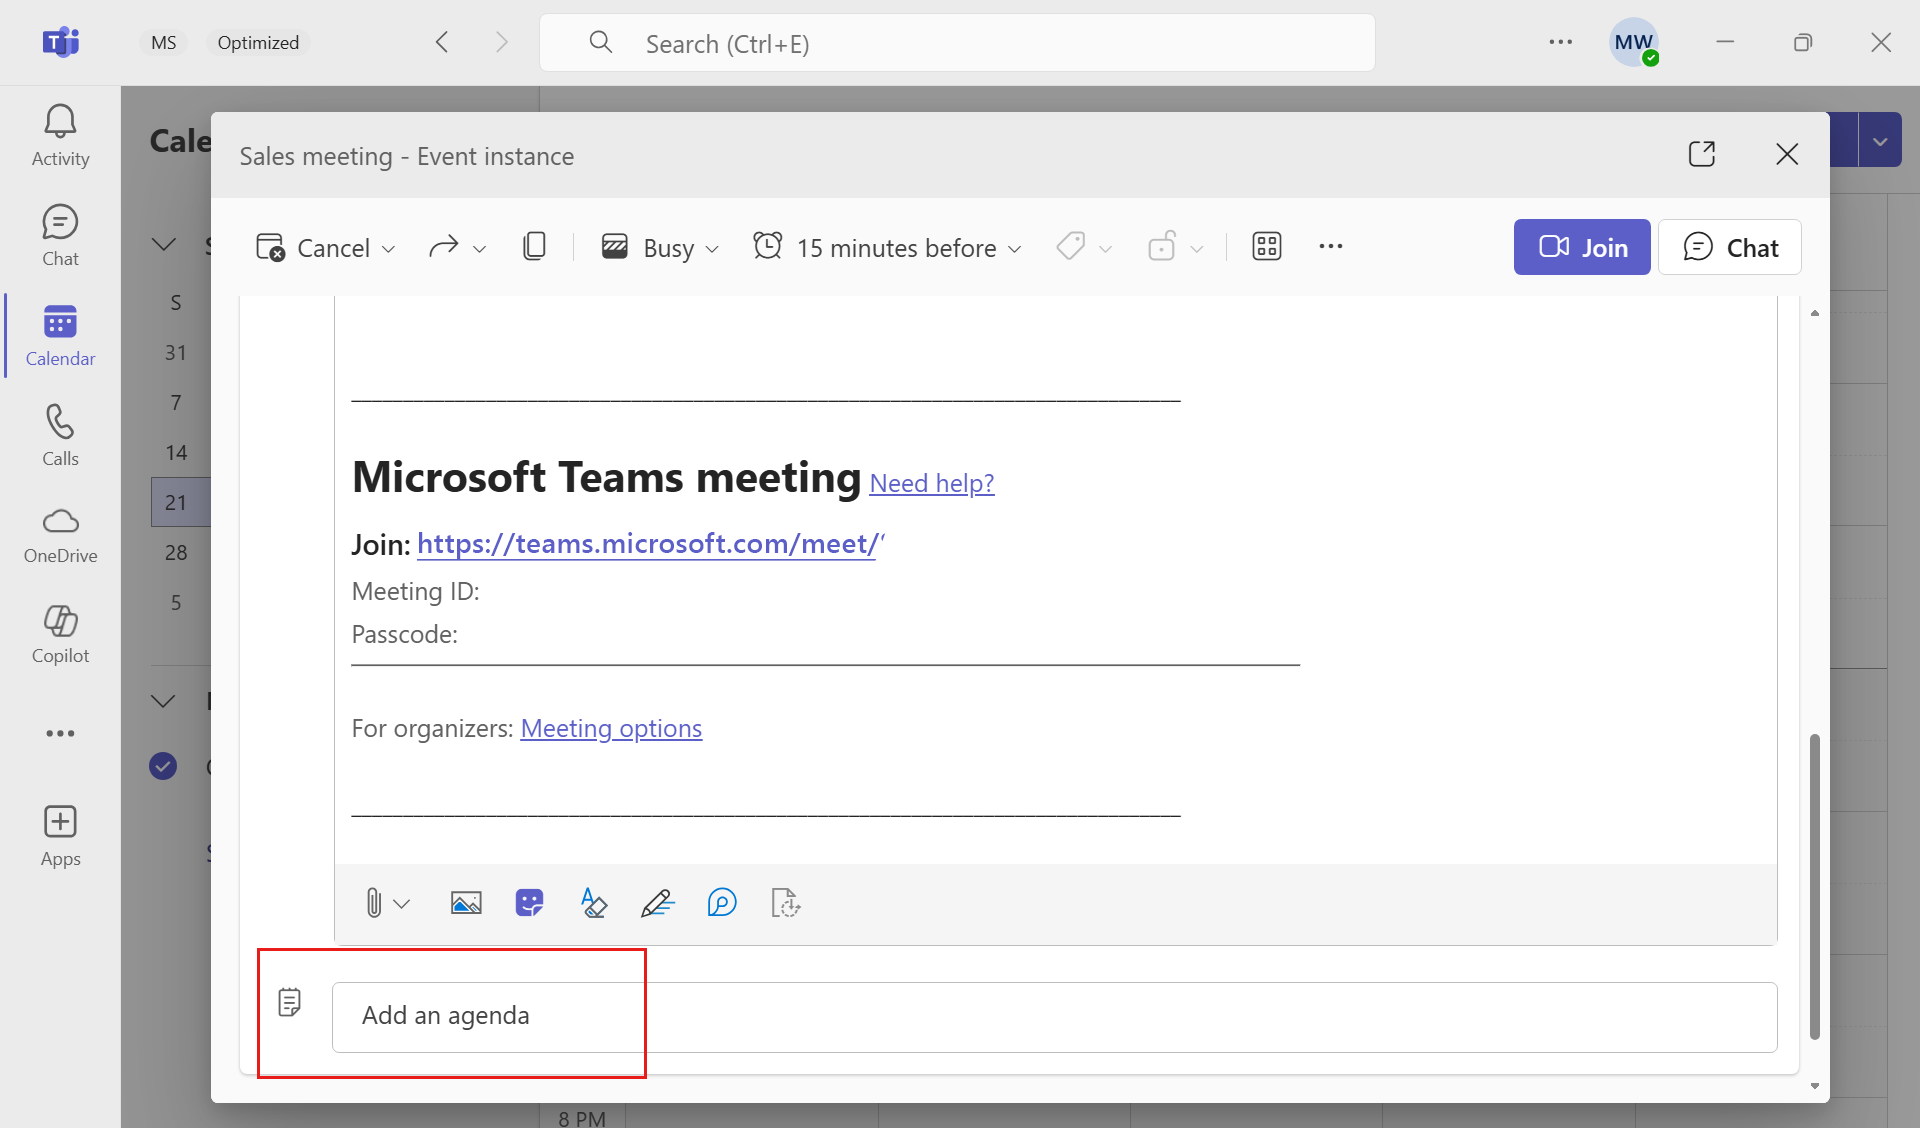 MS
Optimized
Search (Ctrl+E)
MW
Activity
Chat
Calendar
Calls
OneDrive
Copilot
Apps
Cale
S
31
7
14
21
28
5
Sales meeting - Event instance
Cancel
Busy
15 minutes before
Join
Chat
Microsoft Teams meeting Need help?
Join: https://teams.microsoft.com/meet/
Meeting ID:
Passcode:
For organizers: Meeting options
Add an agenda
8 PM